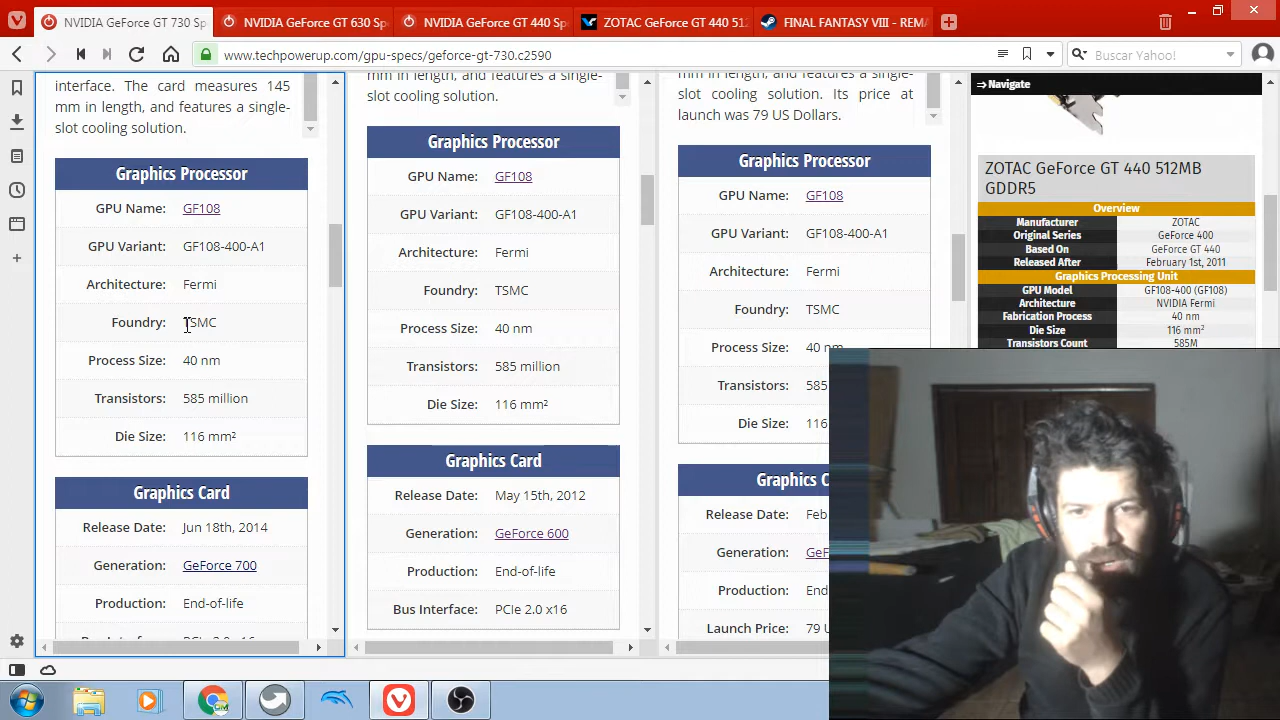 NVIDIA GeForce GT 730 Sp
NVIDIA GeForce GT 630 Sp
NVIDIA GeForce GT 440 Sp
ZOTAC GeForce GT 440 512
FINAL FANTASY VIII - REM
www.techpowerup.com/gpu-specs/geforce-gt-730.c2590
Buscar Yahoo!
interface. The card measures 145
mm in length, and features a single-
slot cooling solution.
Graphics Processor
GPU Name: GF108
GPU Variant: GF108-400-A1
Architecture: Fermi
Foundry: TSMC
Process Size: 40 nm
Transistors: 585 million
Die Size: 116 mm²
Graphics Card
Release Date: Jun 18th, 2014
Generation: GeForce 700
Production: End-of-life
mm in length, and features a single-
slot cooling solution.
Graphics Processor
GPU Name: GF108
GPU Variant: GF108-400-A1
Architecture: Fermi
Foundry: TSMC
Process Size: 40 nm
Transistors: 585 million
Die Size: 116 mm²
Graphics Card
Release Date: May 15th, 2012
Generation: GeForce 600
Production: End-of-life
Bus Interface: PCIe 2.0 x16
mm in length, and features a single-
slot cooling solution. Its price at
launch was 79 US Dollars.
Graphics Processor
GPU Name: GF108
GPU Variant: GF108-400-A1
Architecture: Fermi
Foundry: TSMC
Process Size: 40 nm
Transistors: 585
Die Size: 116
Graphics C
Release Date: Feb
Generation: GeF
Production: End
Launch Price: 79 U
⇒ Navigate
ZOTAC GeForce GT 440 512MB
GDDR5
Overview
Manufacturer ZOTAC
Original Series GeForce 400
Based On GeForce GT 440
Released After February 1st, 2011
Graphics Processing Unit
GPU Model GF108-400 (GF108)
Architecture NVIDIA Fermi
Fabrication Process 40 nm
Die Size 116 mm²
Transistors Count 585M